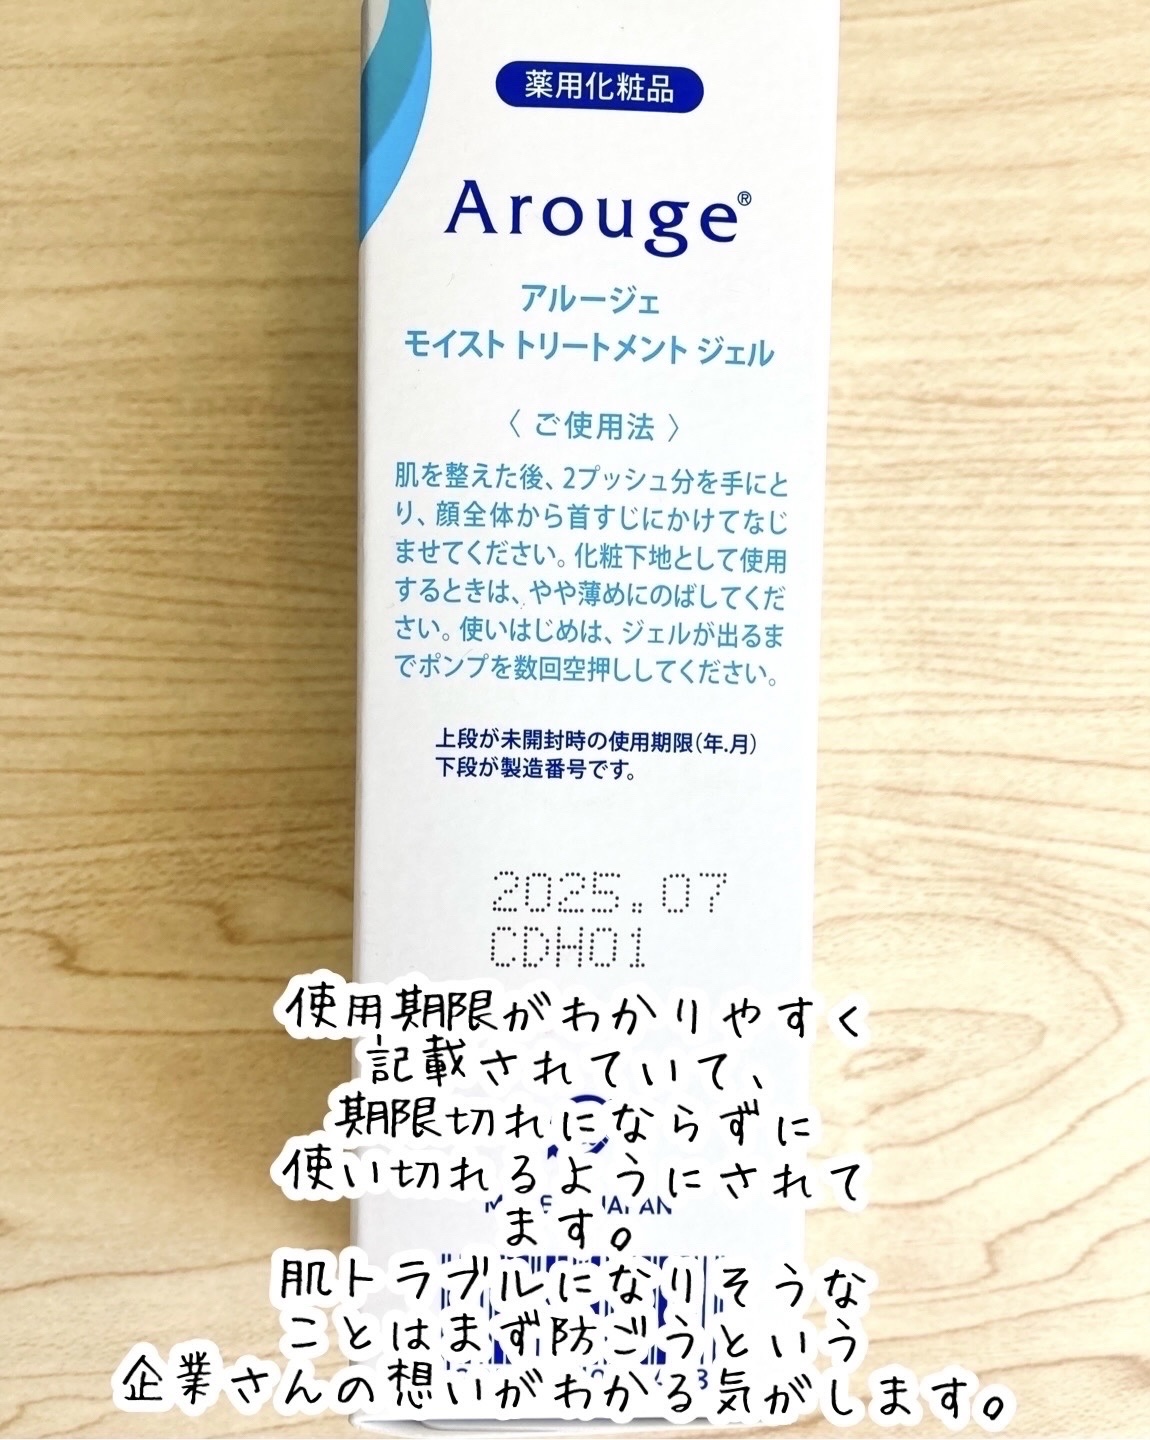 薬用化粧品
Arouge®
アルージェ
モイスト トリートメント ジェル
〈 ご使用法 〉
肌を整えた後、2プッシュ分を手にと
り、顔全体から首すじにかけてなじ
ませてください。化粧下地として使用
するときは、やや薄めにのばしてくだ
さい。使いはじめは、ジェルが出るま
でポンプを数回空押ししてください。
上段が未開封時の使用期限(年.月)
下段が製造番号です。
2025.07
CDH01
使用期限がわかりやすく
記載されていて、
期限切れにならずに
使い切れるようにされて
ます。
肌トラブルになりそうな
ことはまず防ごうという
企業さんの想いがわかる気がします。